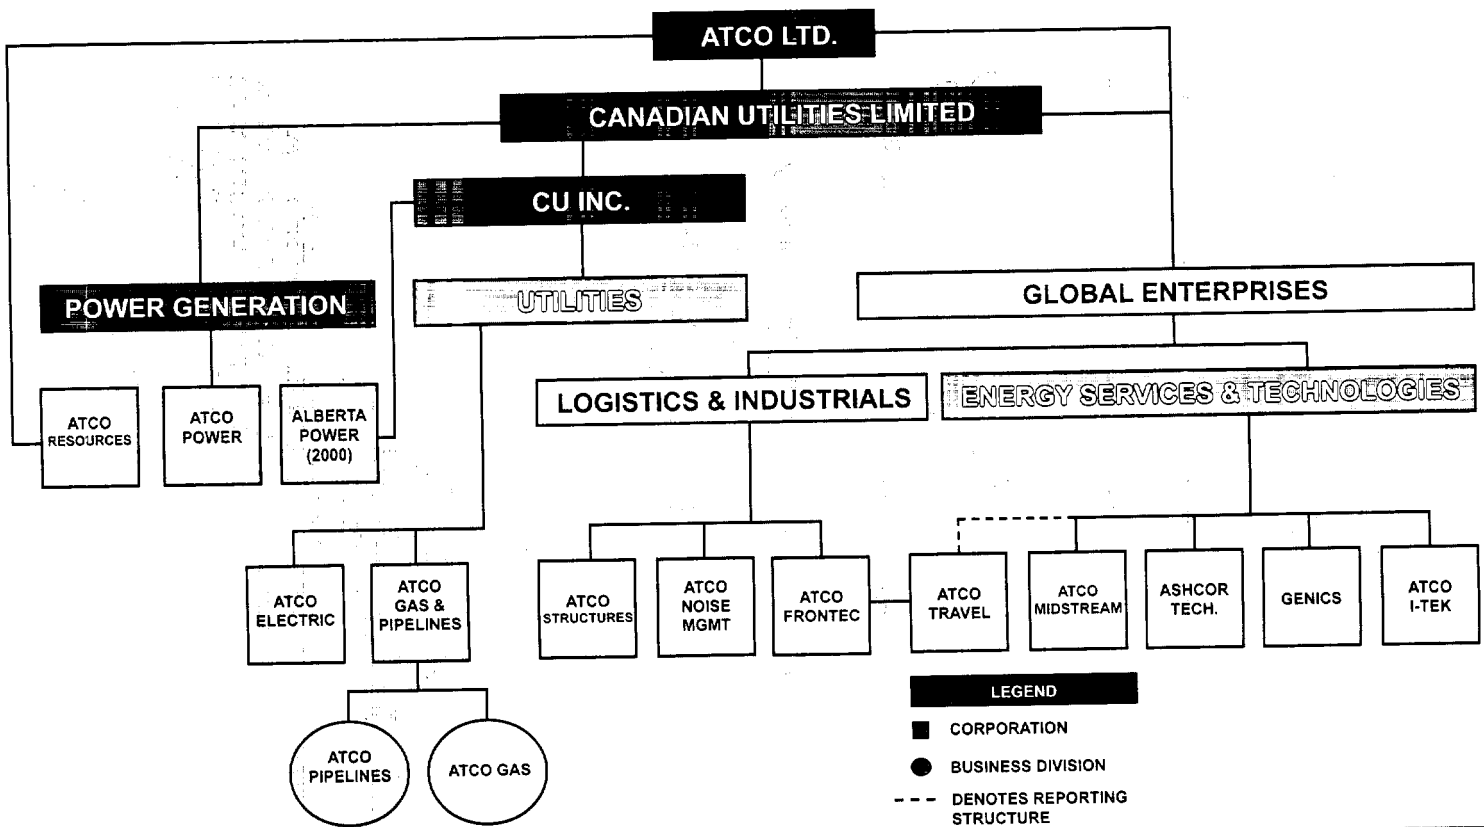 ATCO LTD.
CANADIAN UTILITIES LIMITED
CU INC.
POWER GENERATION
UTILITIES
GLOBAL ENTERPRISES
LOGISTICS & INDUSTRIALS
ENERGY SERVICES & TECHNOLOGIES
ATCO
RESOURCES
ATCO
POWER
ALBERTA
POWER
(2000)
ATCO
ELECTRIC
ATCO
GAS &
PIPELINES
ATCO
STRUCTURES
ATCO
NOISE
MGMT
ATCO
FRONTEC
ATCO
TRAVEL
ATCO
MIDSTREAM
ASHCOR
TECH.
GENICS
ATCO
I-TEK
ATCO
PIPELINES
ATCO GAS
LEGEND
CORPORATION
BUSINESS DIVISION
DENOTES REPORTING
STRUCTURE